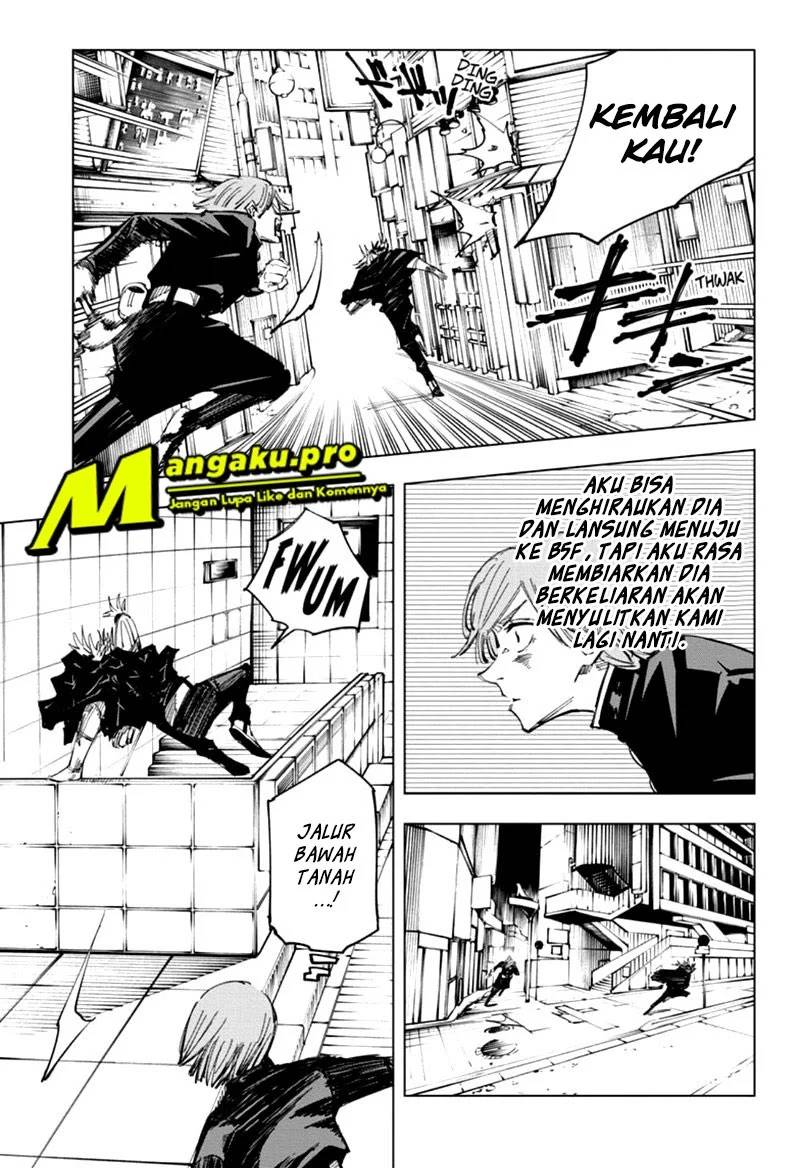 KEMBALI
KAU!
DING
DING
THWAK
AKU BISA
MENGHIRAUKAN DIA
DAN LANSUNG MENUJU
KE B5F, TAPI AKU RASA
MEMBIARKAN DIA
BERKELIARAN AKAN
MENYULITKAN KAMI
LAGI NANTI.
Mangaku.pro
Jangan Lupa Like dan Komennya
FWUM
JALUR
BAWAH
TANAH
...!